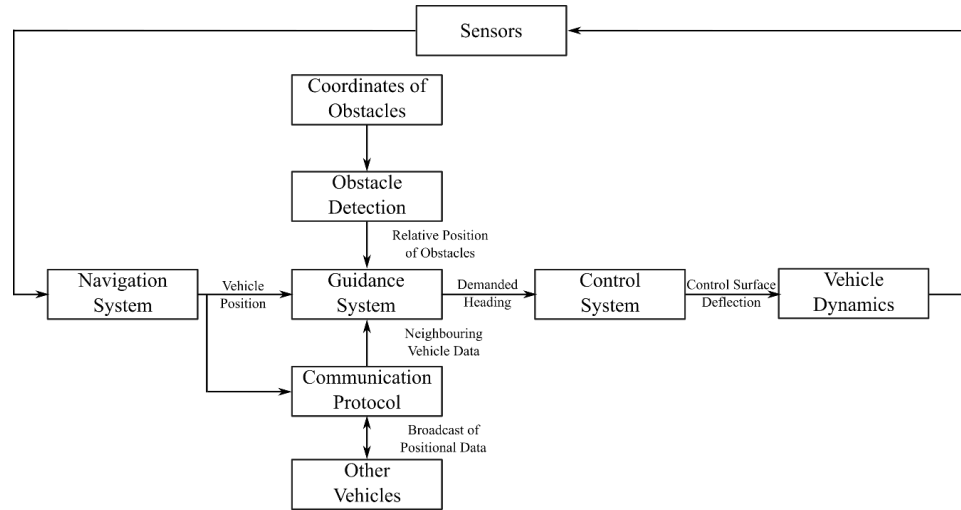 Sensors
Coordinates of
Obstacles
Obstacle
Detection
Relative Position
of Obstacles
Navigation
System
Vehicle
Position
Guidance
System
Demanded
Heading
Control
System
Control Surface
Deflection
Vehicle
Dynamics
Neighbouring
Vehicle Data
Communication
Protocol
Broadcast of
Positional Data
Other
Vehicles